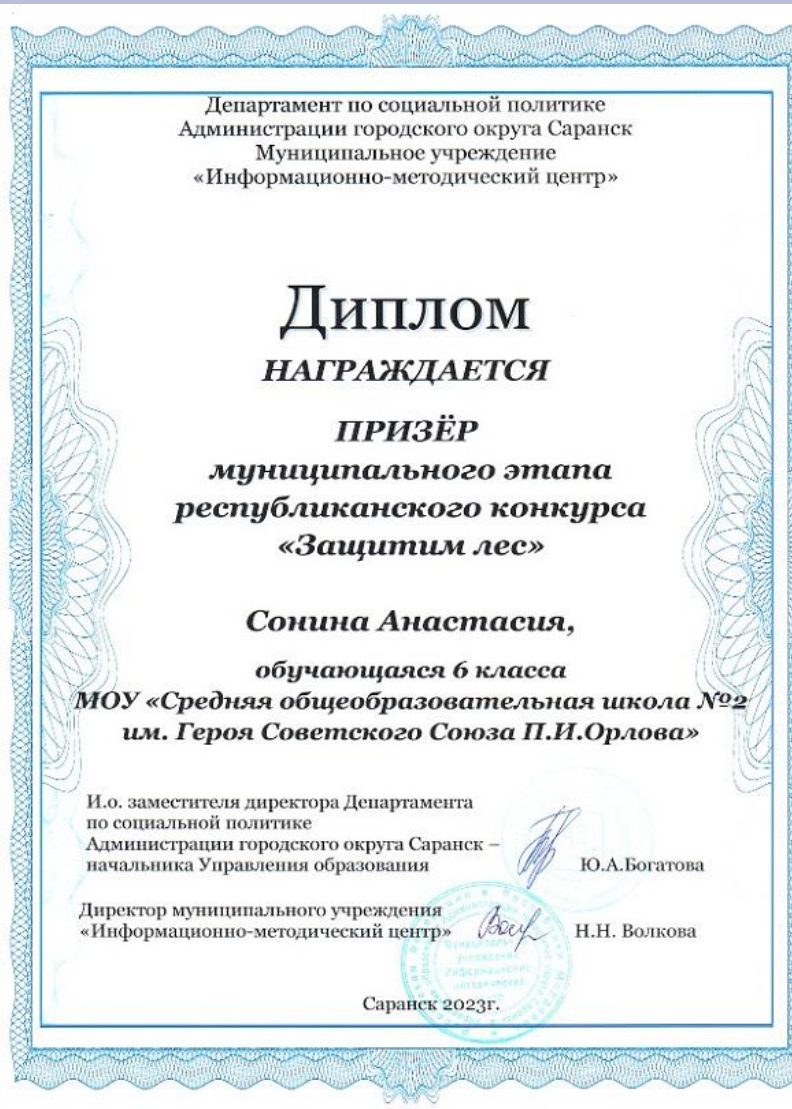 Департамент по социальной политике
Администрации городского округа Саранск
Муниципальное учреждение
«Информационно-методический центр»
Диплом
НАГРАЖДАЕТСЯ
ПРИЗЁР
муниципального этапа
республиканского конкурса
«Защитим лес»
Сонина Анастасия,
обучающаяся 6 класса
МОУ «Средняя общеобразовательная школа №2
им. Героя Советского Союза П.И.Орлова»
И.о. заместителя директора Департамента
по социальной политике
Администрации городского округа Саранск –
начальника Управления образования Ю.А.Богатова
Директор муниципального учреждения
«Информационно-методический центр» Н.Н. Волкова
Саранск 2023г.